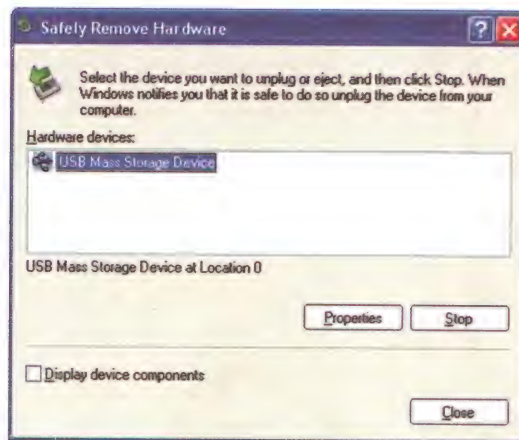 Safely Remove Hardware
Select the device you want to unplug or eject, and then click Stop. When
Windows notifies you that it is safe to do so unplug the device from your
computer.
Hardware devices:
USB Mass Storage Device
USB Mass Storage Device at Location 0
Properties
Stop
Display device components
Close